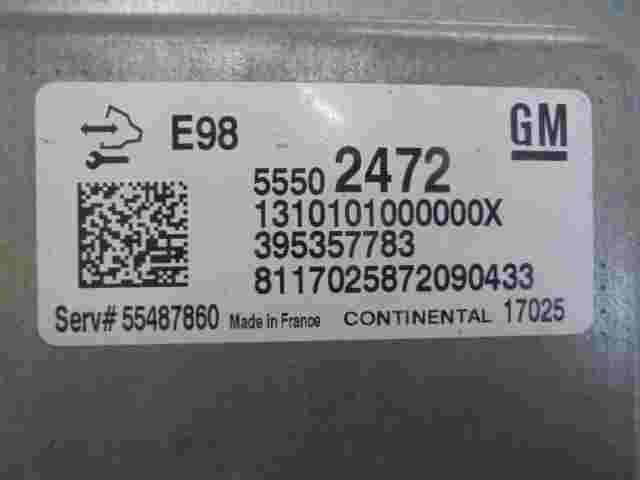 E98
GM
5550 2472
1310101000000X
395357783
8117025872090433
Serv# 55487860 Made in France CONTINENTAL 17025